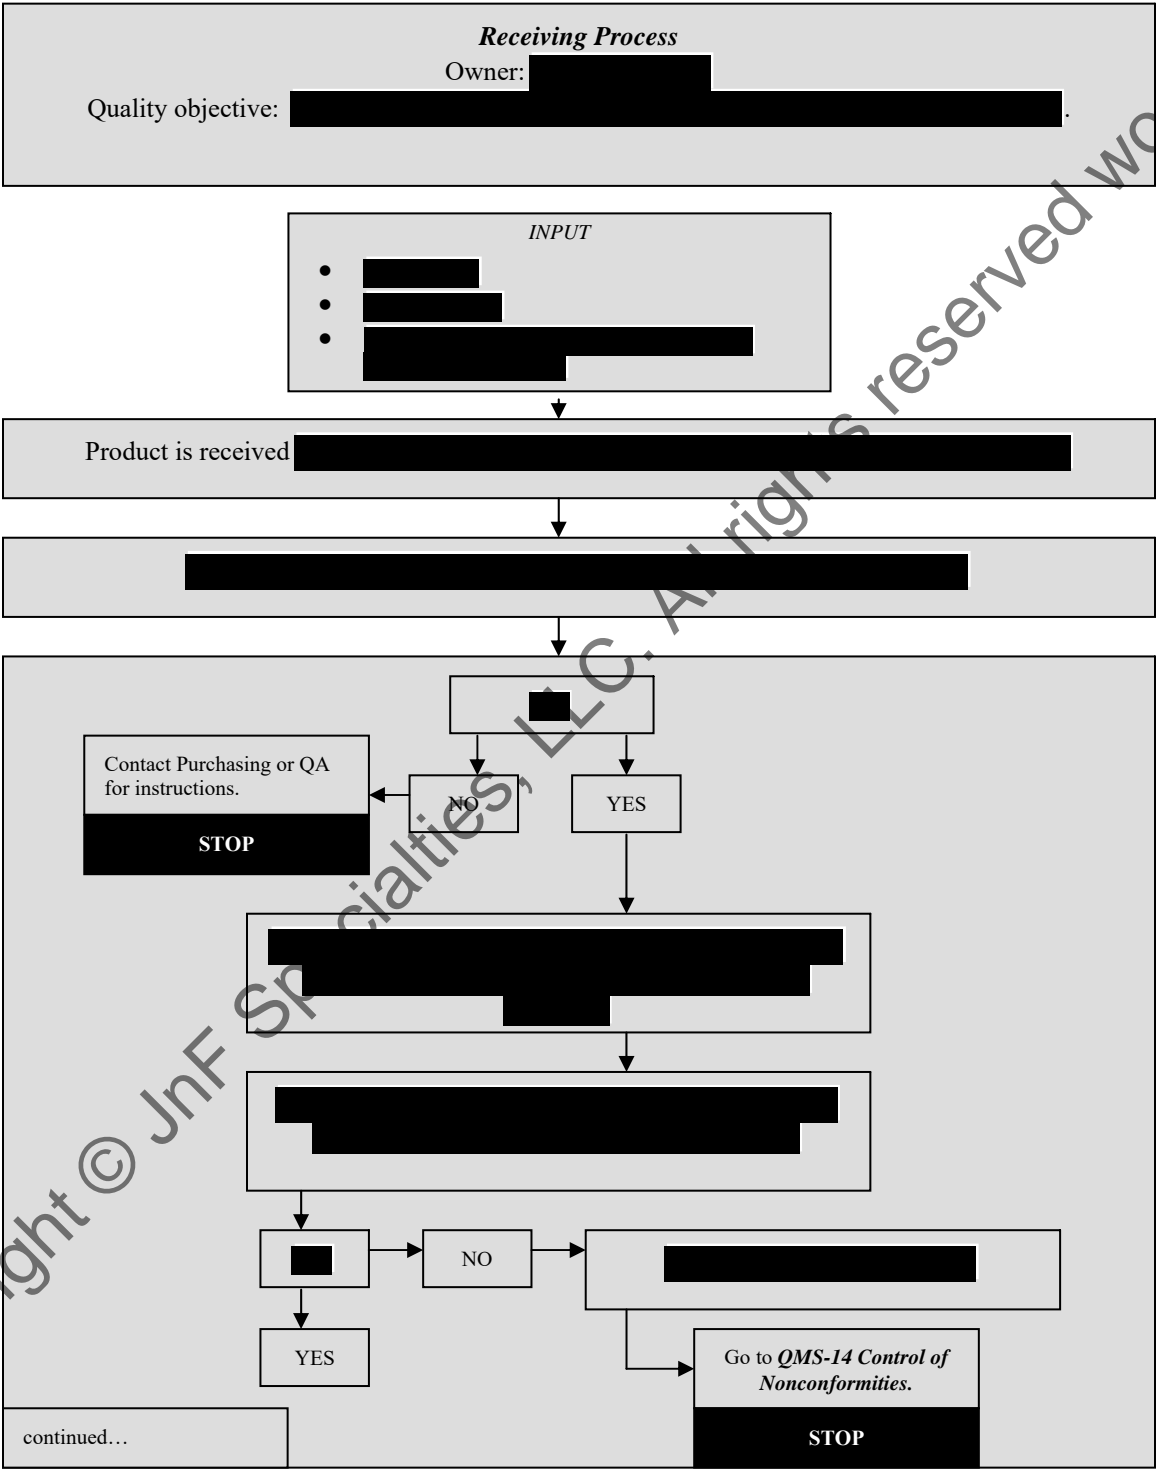 Receiving Process
Owner:
Quality objective: .
INPUT
Product is received
Contact Purchasing or QA
for instructions.
STOP
NO
YES
NO
YES
Go to QMS-14 Control of
Nonconformities.
STOP
continued…
ght © JnF Specialties, LLC. All rights reserved wo